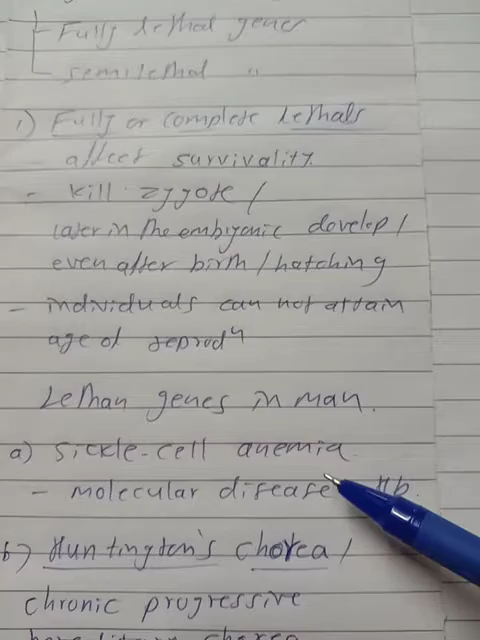 - Fully lethal genes
- semilethal "
1) Fully or complete lethals
- affect survivality.
- kill zygote /
later in the embryonic develop /
even after birth / hatching
- individuals can not attain
age of reprodⁿ
Lethan genes in man.
a) Sickle-cell anemia
- molecular disease Hb.
b) Huntington's chorea /
chronic progressive
chorea